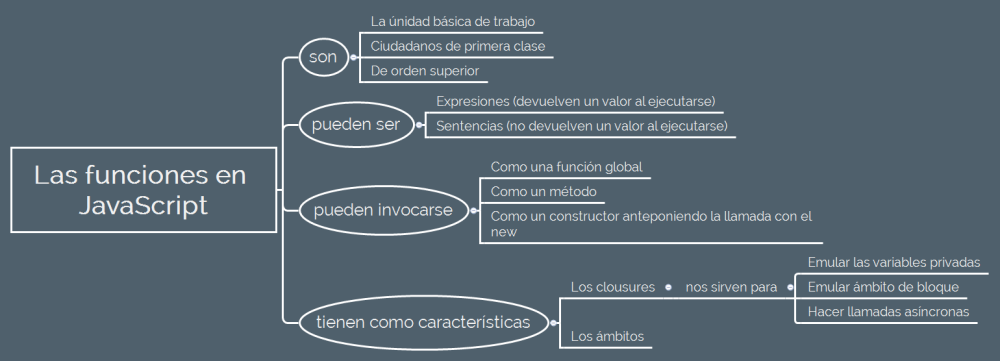 Las funciones en
JavaScript
son
La únidad básica de trabajo
Ciudadanos de primera clase
De orden superior
pueden ser
Expresiones (devuelven un valor al ejecutarse)
Sentencias (no devuelven un valor al ejecutarse)
pueden invocarse
Como una función global
Como un método
Como un constructor anteponiendo la llamada con el
new
tienen como características
Los clousures
nos sirven para
Emular las variables privadas
Emular ámbito de bloque
Hacer llamadas asíncronas
Los ámbitos